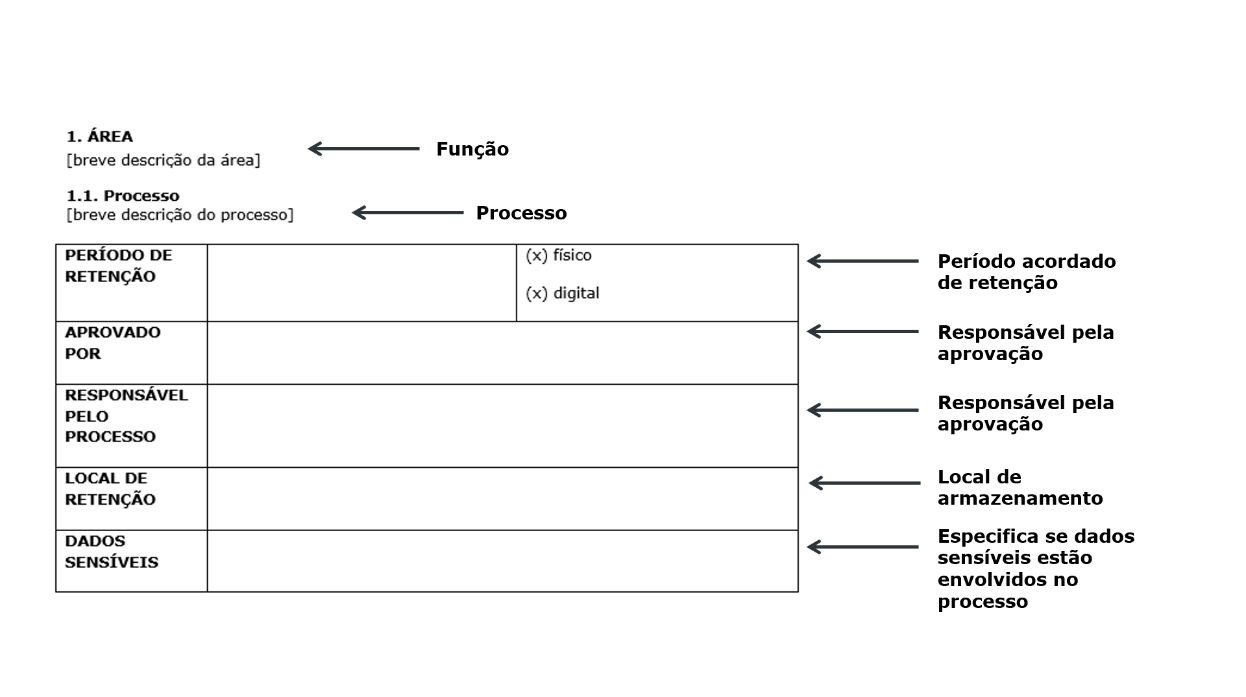 1. ÁREA
[breve descrição da área]
Função
1.1. Processo
[breve descrição do processo]
Processo
PERÍODO DE
RETENÇÃO
(x) físico
(x) digital
Período acordado
de retenção
APROVADO
POR
Responsável pela
aprovação
RESPONSÁVEL
PELO
PROCESSO
Responsável pela
aprovação
LOCAL DE
RETENÇÃO
Local de
armazenamento
DADOS
SENSÍVEIS
Especifica se dados
sensíveis estão
envolvidos no
processo